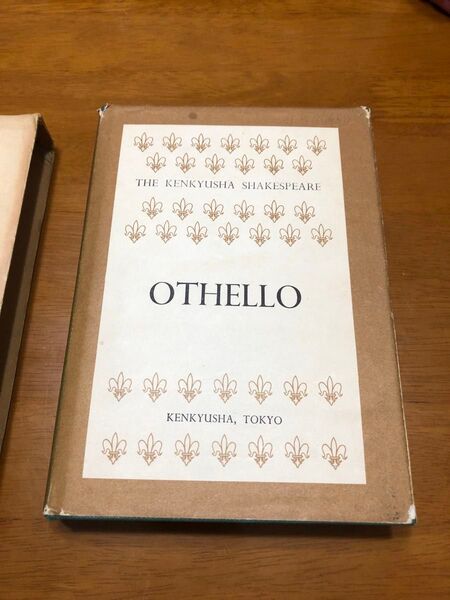 THE KENKYUSHA SHAKESPEARE
OTHELLO
KENKYUSHA, TOKYO